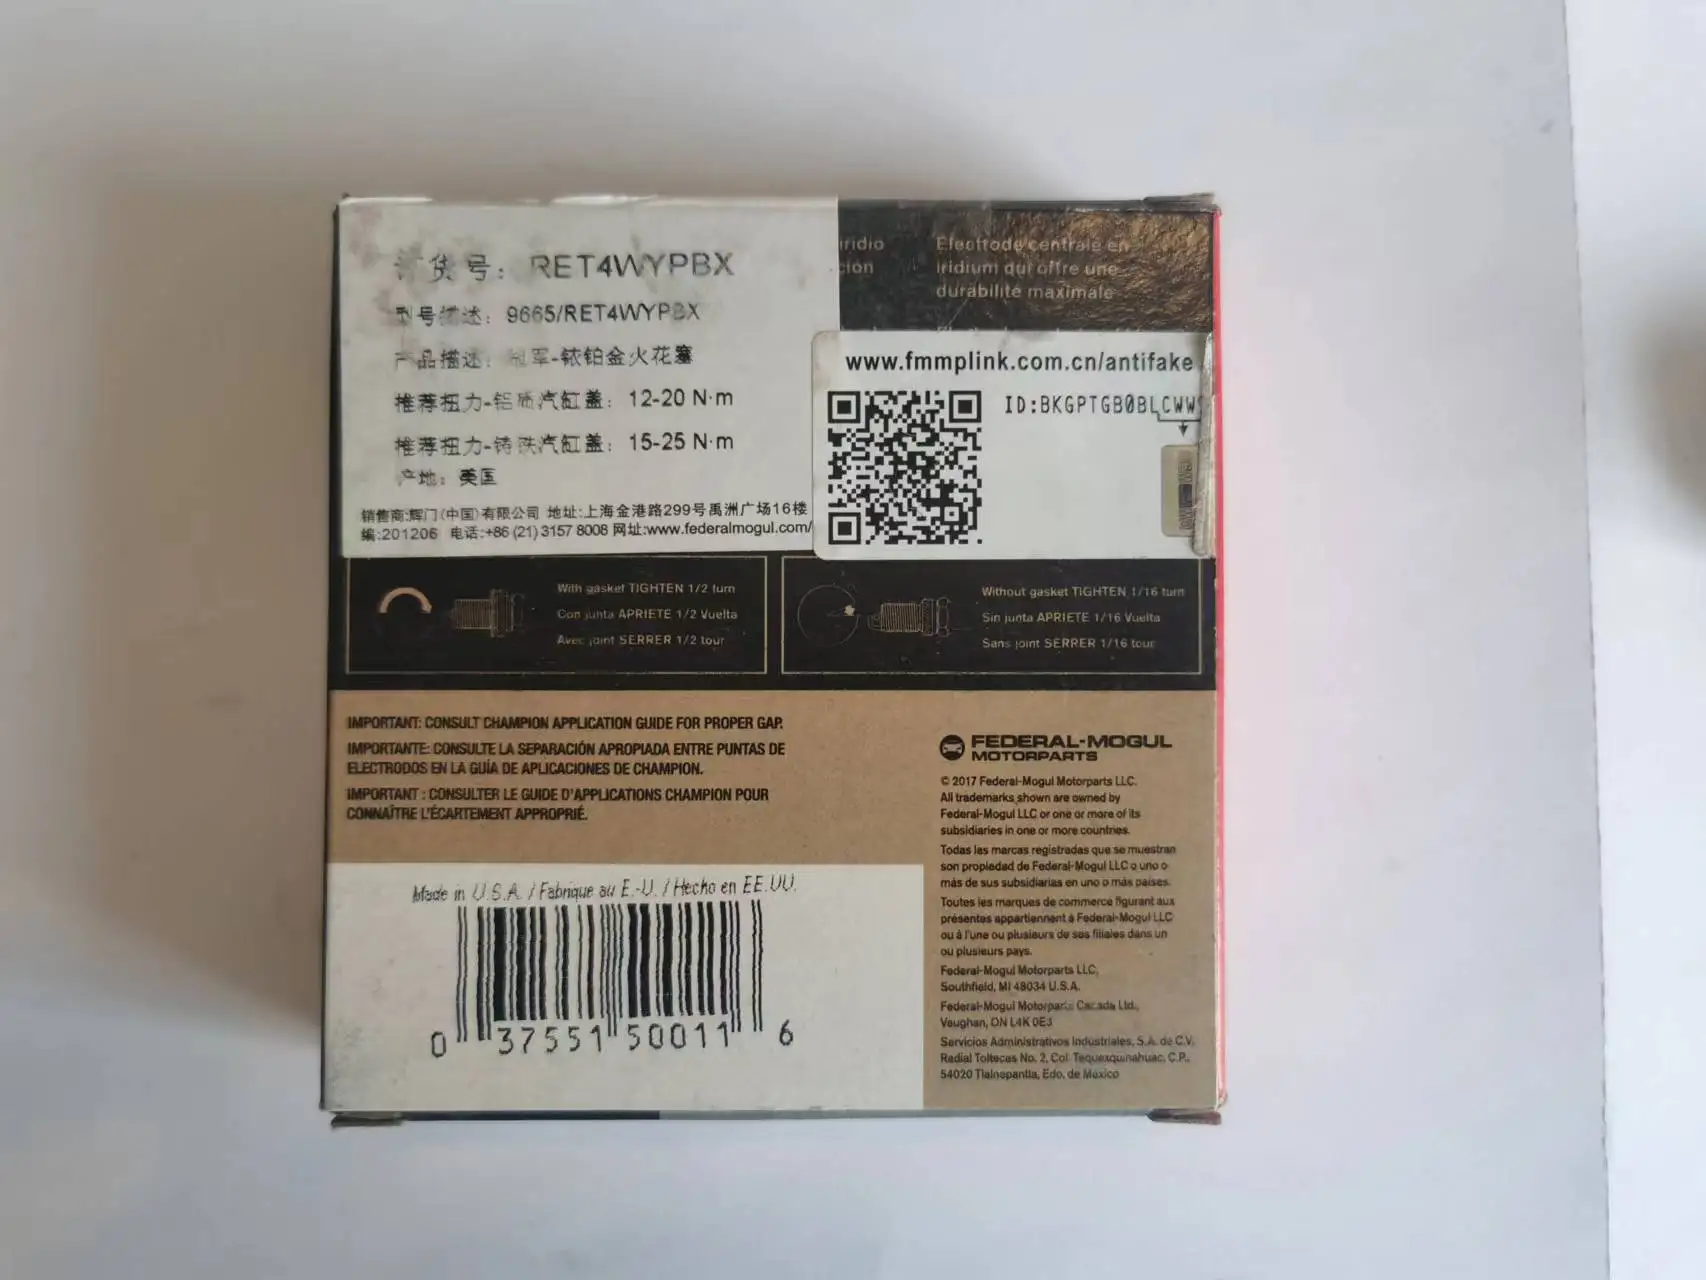 货号：RET4WYPBX
型号描述：9665/RET4WYPBX
产品描述：冠军-铱铂金火花塞
推荐扭力-铝质汽缸盖：12-20 N·m
推荐扭力-铸铁汽缸盖：15-25 N·m
产地：美国
销售商:辉门(中国)有限公司 地址:上海金港路299号禹洲广场16楼
编:201206 电话:+86 (21) 3157 8008 网址:www.federalmogul.com/
iridio
ción
Electrode centrale en
iridium qui offre une
durabilité maximale
www.fmmplink.com.cn/antifake
ID:BKGPTGB0BLCWW
With gasket TIGHTEN 1/2 turn
Con junta APRIETE 1/2 Vuelta
Avec joint SERRER 1/2 tour
Without gasket TIGHTEN 1/16 turn
Sin junta APRIETE 1/16 Vuelta
Sans joint SERRER 1/16 tour
IMPORTANT: CONSULT CHAMPION APPLICATION GUIDE FOR PROPER GAP.
IMPORTANTE: CONSULTE LA SEPARACIÓN APROPIADA ENTRE PUNTAS DE
ELECTRODOS EN LA GUÍA DE APLICACIONES DE CHAMPION.
IMPORTANT : CONSULTER LE GUIDE D'APPLICATIONS CHAMPION POUR
CONNAÎTRE L'ÉCARTEMENT APPROPRIÉ.
Made in U.S.A. / Fabrique au E.-U. / Hecho en EE.UU.
0 37551 50011 6
FEDERAL-MOGUL
MOTORPARTS
© 2017 Federal-Mogul Motorparts LLC.
All trademarks shown are owned by
Federal-Mogul LLC or one or more of its
subsidiaries in one or more countries.
Todas las marcas registradas que se muestran
son propiedad de Federal-Mogul LLC o uno o
más de sus subsidiarias en uno o más países.
Toutes les marques de commerce figurant aux
présentes appartiennent à Federal-Mogul LLC
ou à l'une ou plusieurs de ses filiales dans un
ou plusieurs pays.
Federal-Mogul Motorparts LLC,
Southfield, MI 48034 U.S.A.
Federal-Mogul Motorparts Canada Ltd.,
Vaughan, ON L4K 0E3
Servicios Administrativos Industriales, S.A. de C.V.
Radial Toltecas No. 2, Col. Tequexquinahuac, C.P.
54020 Tlalnepantla, Edo. de México